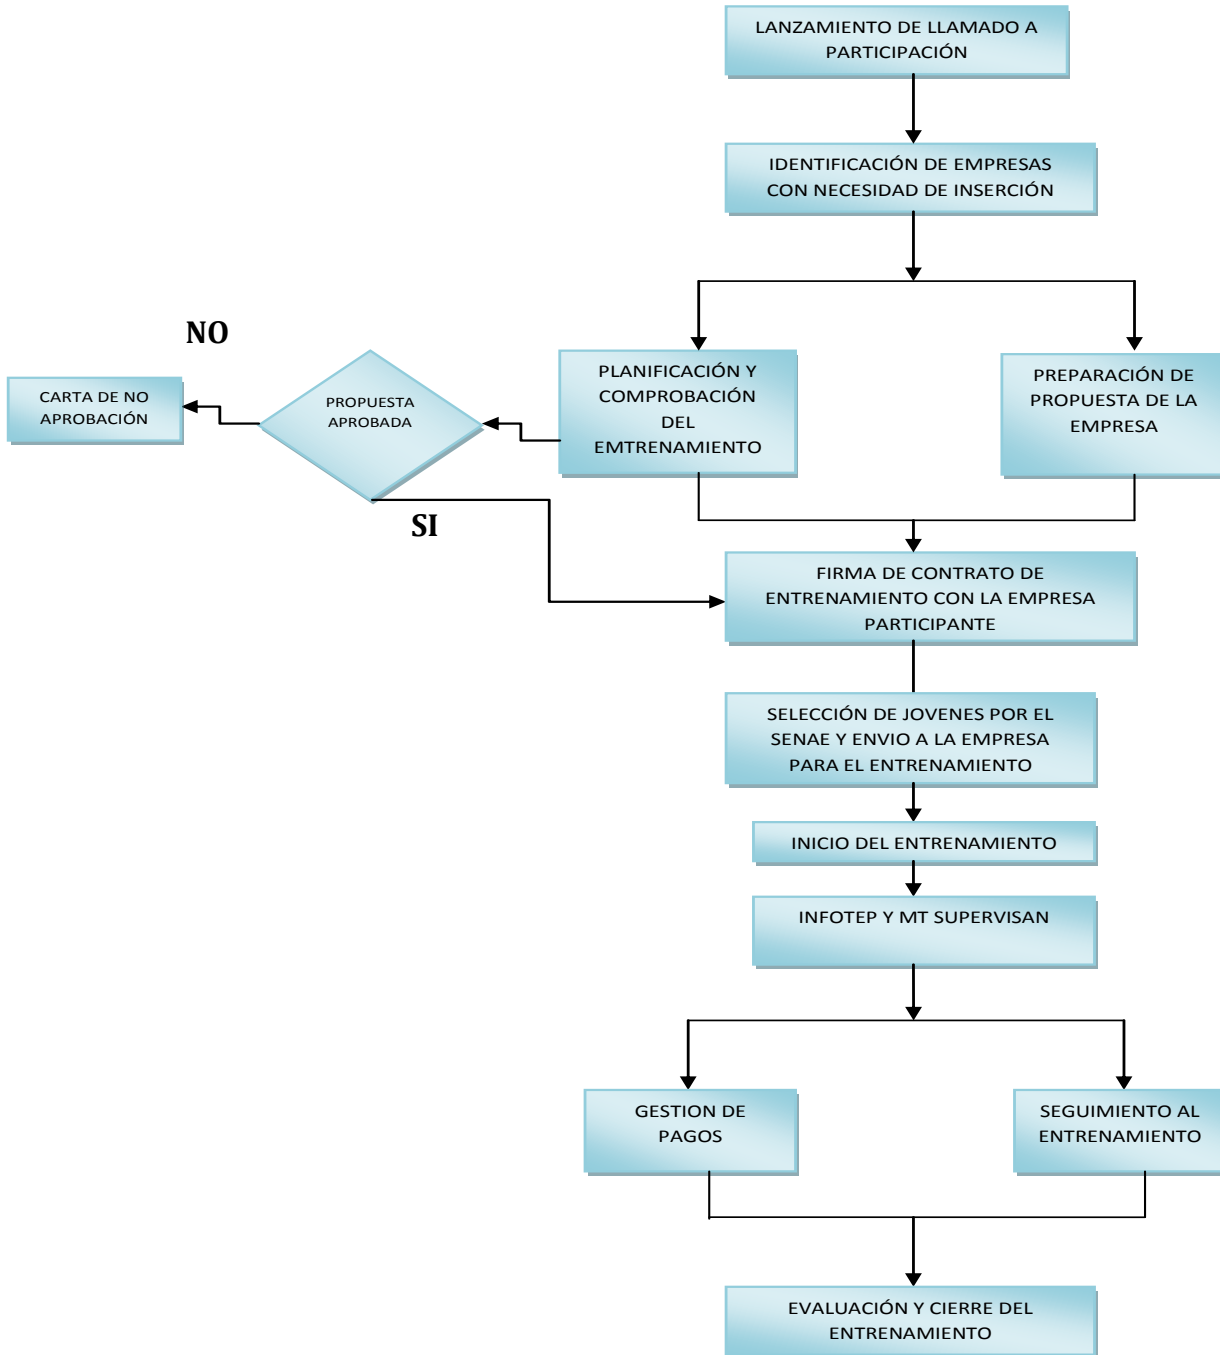 LANZAMIENTO DE LLAMADO A
PARTICIPACIÓN
IDENTIFICACIÓN DE EMPRESAS
CON NECESIDAD DE INSERCIÓN
NO
CARTA DE NO
APROBACIÓN
PROPUESTA
APROBADA
PLANIFICACIÓN Y
COMPROBACIÓN
DEL
EMTRENAMIENTO
PREPARACIÓN DE
PROPUESTA DE LA
EMPRESA
SI
FIRMA DE CONTRATO DE
ENTRENAMIENTO CON LA EMPRESA
PARTICIPANTE
SELECCIÓN DE JOVENES POR EL
SENAE Y ENVIO A LA EMPRESA
PARA EL ENTRENAMIENTO
INICIO DEL ENTRENAMIENTO
INFOTEP Y MT SUPERVISAN
GESTION DE
PAGOS
SEGUIMIENTO AL
ENTRENAMIENTO
EVALUACIÓN Y CIERRE DEL
ENTRENAMIENTO